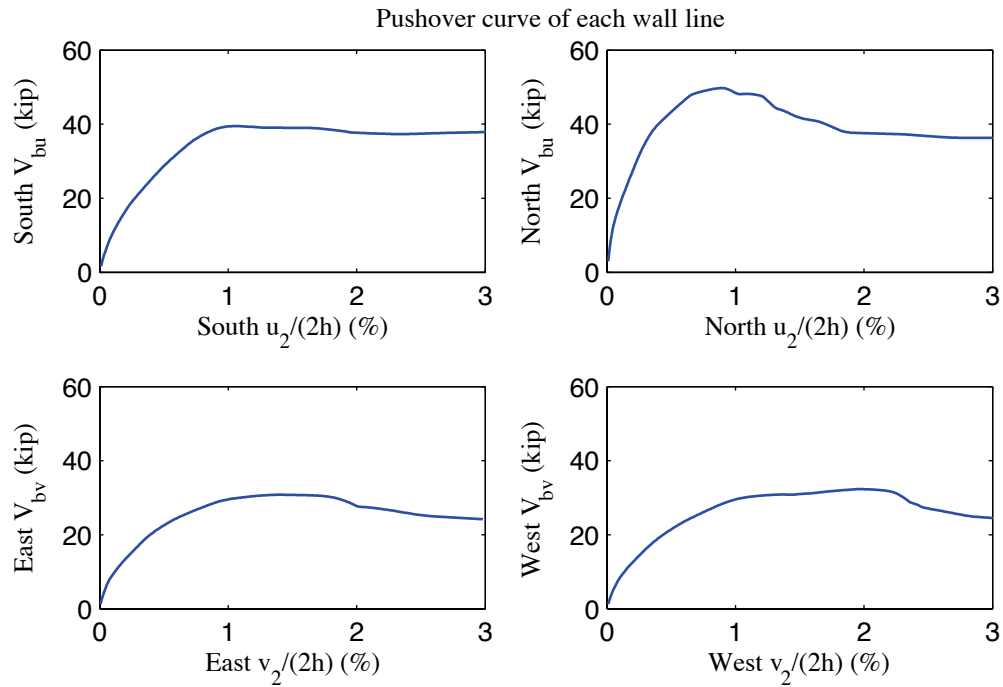 Pushover curve of each wall line
60
40
20
0
South V_bu (kip)
0 1 2 3
South u_2/(2h) (%)
60
40
20
0
North V_bu (kip)
0 1 2 3
North u_2/(2h) (%)
60
40
20
0
East V_bv (kip)
0 1 2 3
East v_2/(2h) (%)
60
40
20
0
West V_bv (kip)
0 1 2 3
West v_2/(2h) (%)